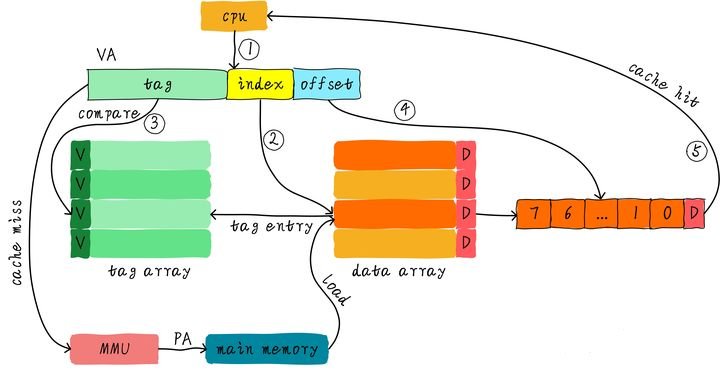 cpu
①
VA
tag index offset
compare
③
②
④
cache hit
⑤
V
V
V
V
D
D
D
D
7 6 ... 1 0 D
tag entry
tag array
data array
cache miss
load
MMU
PA
main memory